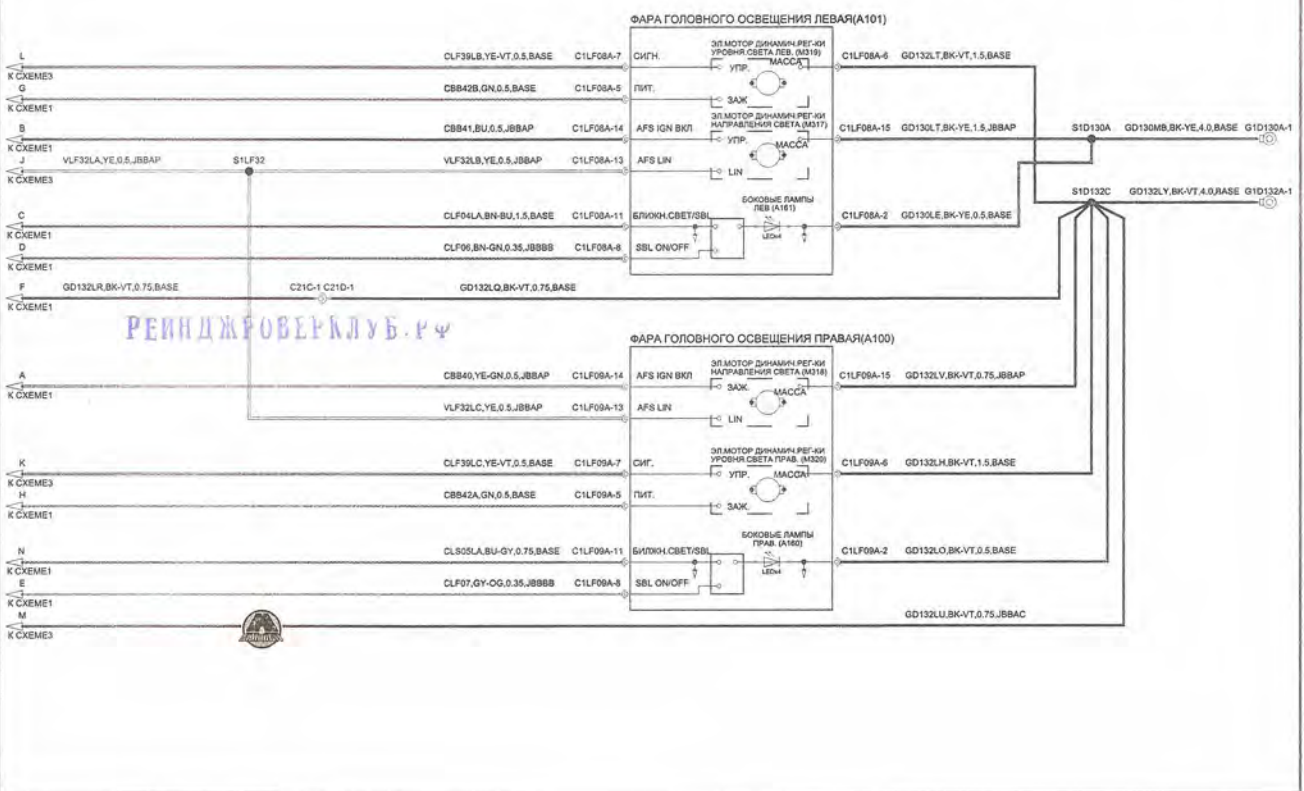 ФАРА ГОЛОВНОГО ОСВЕЩЕНИЯ ЛЕВАЯ(A101)
L
К СХЕМЕ3
CLF39LB,YE-VT,0.5,BASE C1LF08A-7 СИГН.
ЭЛ.МОТОР ДИНАМИЧ.РЕГ-КИ
УРОВНЯ.СВЕТА ЛЕВ. (M319)
УПР. МАССА
C1LF08A-6 GD132LT,BK-VT,1.5,BASE
G
К СХЕМЕ1
CBB42B,GN,0.5,BASE C1LF08A-5 ПИТ.
ЗАЖ
B
К СХЕМЕ1
CBB41,BU,0.5,JBBAP C1LF08A-14 AFS IGN ВКЛ
ЭЛ.МОТОР ДИНАМИЧ.РЕГ-КИ
НАПРАВЛЕНИЯ СВЕТА (M317)
УПР. МАССА
C1LF08A-15 GD130LT,BK-YE,1.5,JBBAP S1D130A GD130MB,BK-YE,4.0,BASE G1D130A-1
J
К СХЕМЕ3
VLF32LA,YE,0.5,JBBAP S1LF32 VLF32LB,YE,0.5,JBBAP C1LF08A-13 AFS LIN
LIN
S1D132C GD132LY,BK-VT,4.0,BASE G1D132A-1
БОКОВЫЕ ЛАМПЫ
ЛЕВ (A161)
C
К СХЕМЕ1
CLF04LA,BN-BU,1.5,BASE C1LF08A-11 БЛИЖН.СВЕТ/SBL
LEDx4
C1LF08A-2 GD130LE,BK-YE,0.5,BASE
D
К СХЕМЕ1
CLF06,BN-GN,0.35,JBBBB C1LF08A-8 SBL ON/OFF
F
К СХЕМЕ1
GD132LR,BK-VT,0.75,BASE C21C-1 C21D-1 GD132LQ,BK-VT,0.75,BASE
РЕИНДЖРОВЕРКЛУБ.РФ
ФАРА ГОЛОВНОГО ОСВЕЩЕНИЯ ПРАВАЯ(A100)
A
К СХЕМЕ1
CBB40,YE-GN,0.5,JBBAP C1LF09A-14 AFS IGN ВКЛ
ЭЛ.МОТОР ДИНАМИЧ.РЕГ-КИ
НАПРАВЛЕНИЯ СВЕТА (M318)
ЗАЖ. МАССА
C1LF09A-15 GD132LV,BK-VT,0.75,JBBAP
VLF32LC,YE,0.5,JBBAP C1LF09A-13 AFS LIN
LIN
K
К СХЕМЕ3
CLF39LC,YE-VT,0.5,BASE C1LF09A-7 СИГ.
ЭЛ.МОТОР ДИНАМИЧ.РЕГ-КИ
УРОВНЯ.СВЕТА ПРАВ. (M320)
УПР. МАССА
C1LF09A-6 GD132LH,BK-VT,1.5,BASE
H
К СХЕМЕ1
CBB42A,GN,0.5,BASE C1LF09A-5 ПИТ.
ЗАЖ.
БОКОВЫЕ ЛАМПЫ
ПРАВ. (A160)
N
К СХЕМЕ1
CLS05LA,BU-GY,0.75,BASE C1LF09A-11 БИЛЖН.СВЕТ/SBL
LEDx4
C1LF09A-2 GD132LO,BK-VT,0.5,BASE
E
К СХЕМЕ1
CLF07,GY-OG,0.35,JBBBB C1LF09A-8 SBL ON/OFF
M
К СХЕМЕ3
GD132LU,BK-VT,0.75,JBBAC